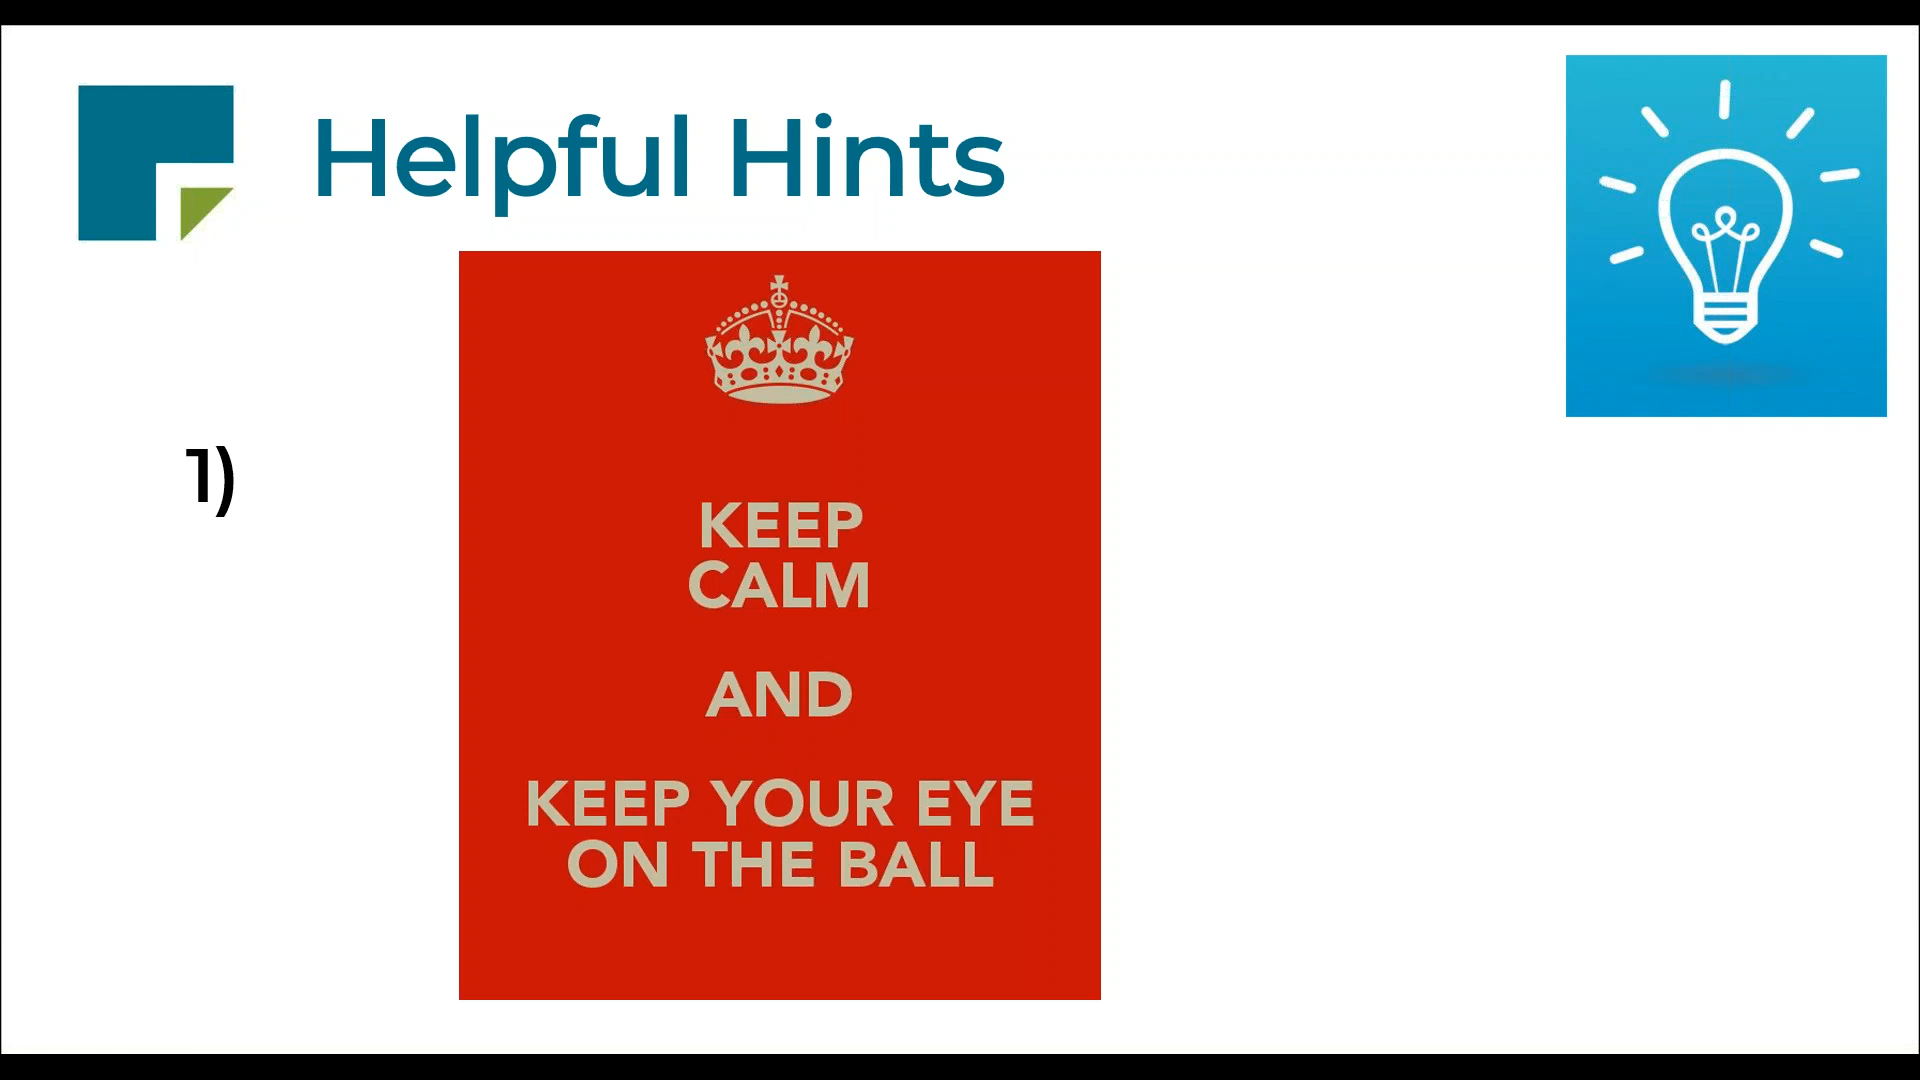 Helpful Hints
1)
KEEP
CALM
AND
KEEP YOUR EYE
ON THE BALL